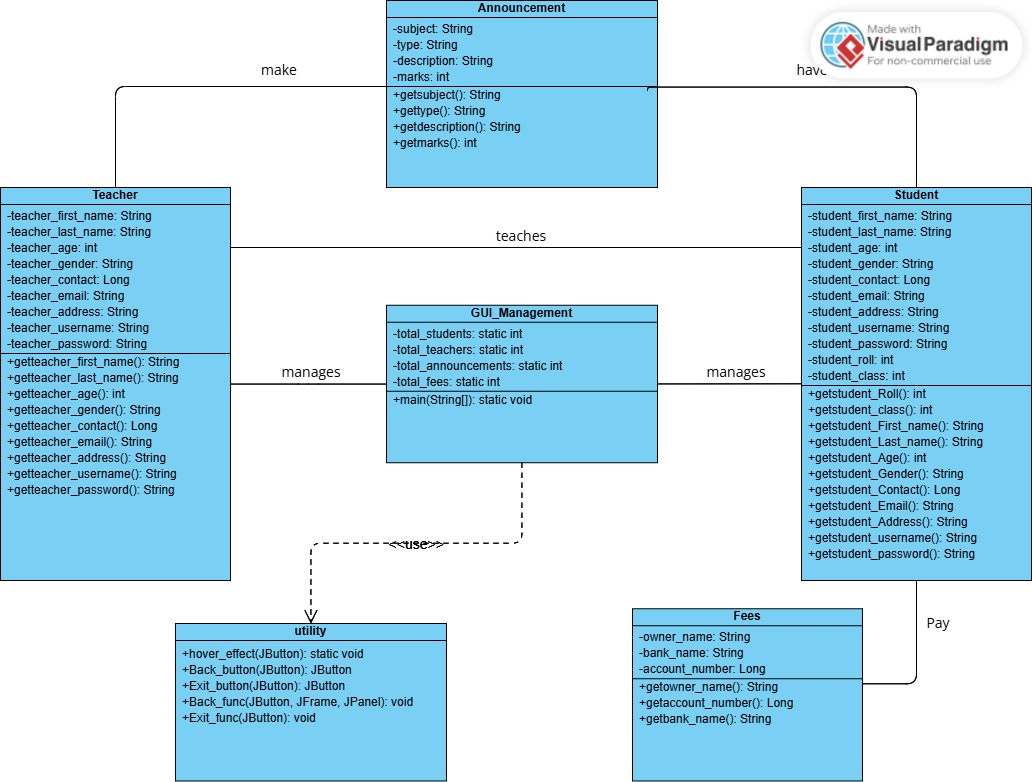 Announcement
-subject: String
-type: String
-description: String
-marks: int
+getsubject(): String
+gettype(): String
+getdescription(): String
+getmarks(): int
Made with
Visual Paradigm
For non-commercial use
make
have
Teacher
-teacher_first_name: String
-teacher_last_name: String
-teacher_age: int
-teacher_gender: String
-teacher_contact: Long
-teacher_email: String
-teacher_address: String
-teacher_username: String
-teacher_password: String
+getteacher_first_name(): String
+getteacher_last_name(): String
+getteacher_age(): int
+getteacher_gender(): String
+getteacher_contact(): Long
+getteacher_email(): String
+getteacher_address(): String
+getteacher_username(): String
+getteacher_password(): String
teaches
Student
-student_first_name: String
-student_last_name: String
-student_age: int
-student_gender: String
-student_contact: Long
-student_email: String
-student_address: String
-student_username: String
-student_password: String
-student_roll: int
-student_class: int
+getstudent_Roll(): int
+getstudent_class(): int
+getstudent_First_name(): String
+getstudent_Last_name(): String
+getstudent_Age(): int
+getstudent_Gender(): String
+getstudent_Contact(): Long
+getstudent_Email(): String
+getstudent_Address(): String
+getstudent_username(): String
+getstudent_password(): String
GUI_Management
-total_students: static int
-total_teachers: static int
-total_announcements: static int
-total_fees: static int
+main(String[]): static void
manages
manages
<<use>>
utility
+hover_effect(JButton): static void
+Back_button(JButton): JButton
+Exit_button(JButton): JButton
+Back_func(JButton, JFrame, JPanel): void
+Exit_func(JButton): void
Fees
-owner_name: String
-bank_name: String
-account_number: Long
+getowner_name(): String
+getaccount_number(): Long
+getbank_name(): String
Pay